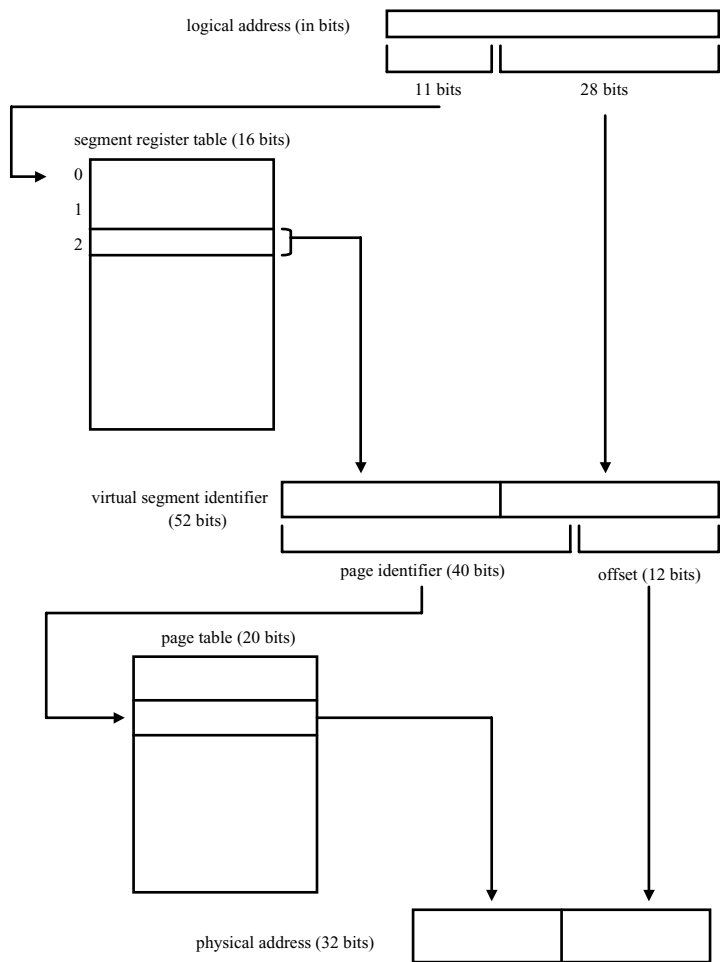 logical address (in bits)
11 bits
28 bits
segment register table (16 bits)
0
1
2
virtual segment identifier
(52 bits)
page identifier (40 bits)
offset (12 bits)
page table (20 bits)
physical address (32 bits)